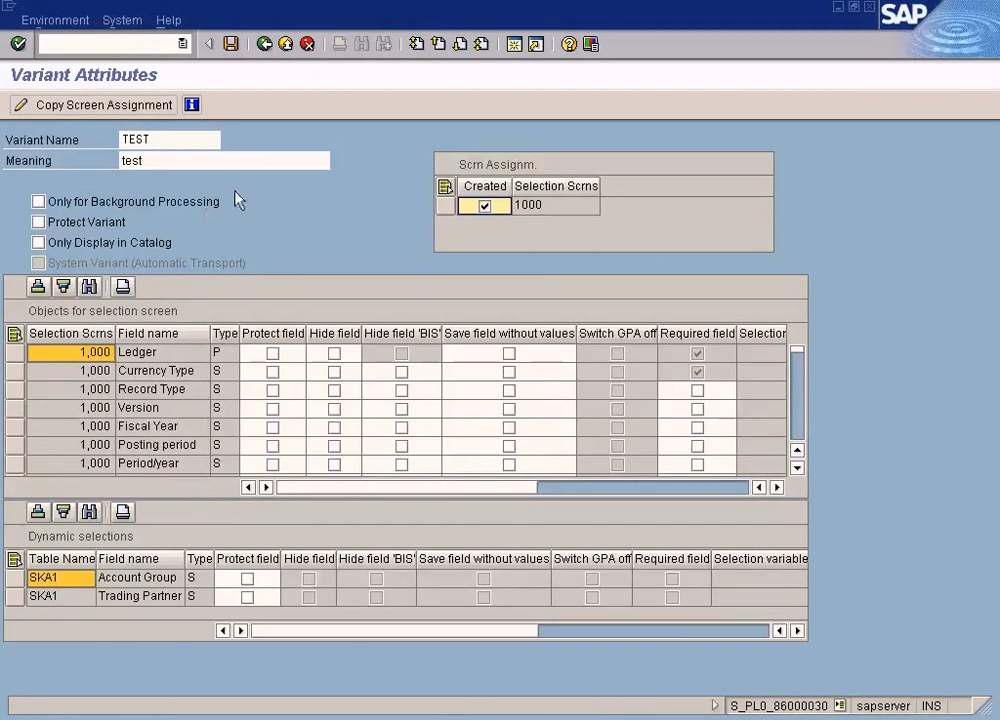 Environment System Help
SAP
Variant Attributes
Copy Screen Assignment
Variant Name TEST
Meaning test
Scrn Assignm.
Created Selection Scrns
1000
Only for Background Processing
Protect Variant
Only Display in Catalog
System Variant (Automatic Transport)
Objects for selection screen
Selection Scrns Field name Type Protect field Hide field Hide field 'BIS' Save field without values Switch GPA off Required field Selection
1,000 Ledger P
1,000 Currency Type S
1,000 Record Type S
1,000 Version S
1,000 Fiscal Year S
1,000 Posting period S
1,000 Period/year S
Dynamic selections
Table Name Field name Type Protect field Hide field Hide field 'BIS' Save field without values Switch GPA off Required field Selection variable
SKA1 Account Group S
SKA1 Trading Partner S
S_PL0_86000030 sapserver INS